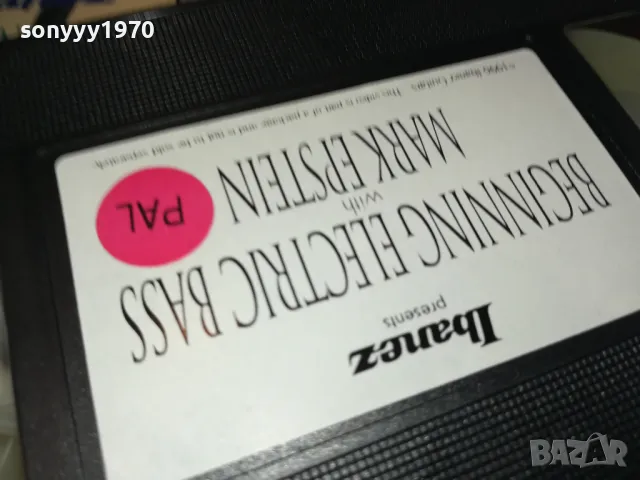 sonyyy1970
Ibanez
presents
BEGINNING ELECTRIC BASS
with
MARK EPSTEIN
PAL
This video is part of a package and is not to be sold separately.
BAZAR